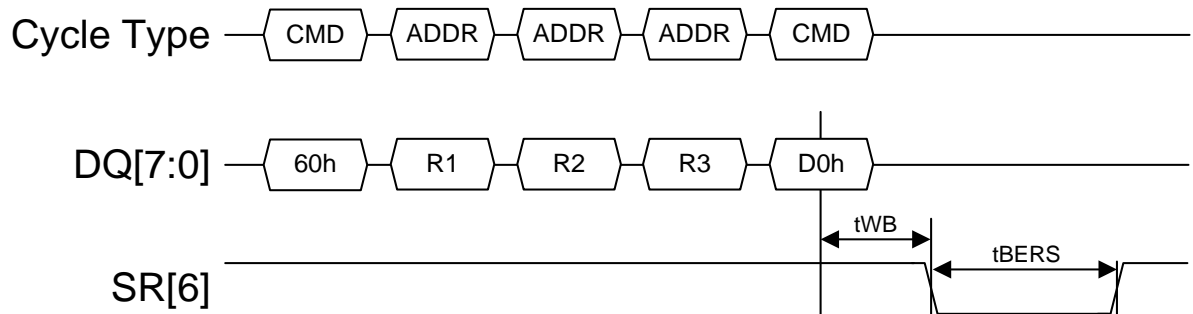 Cycle Type CMD ADDR ADDR ADDR CMD
DQ[7:0] 60h R1 R2 R3 D0h
tWB
tBERS
SR[6]